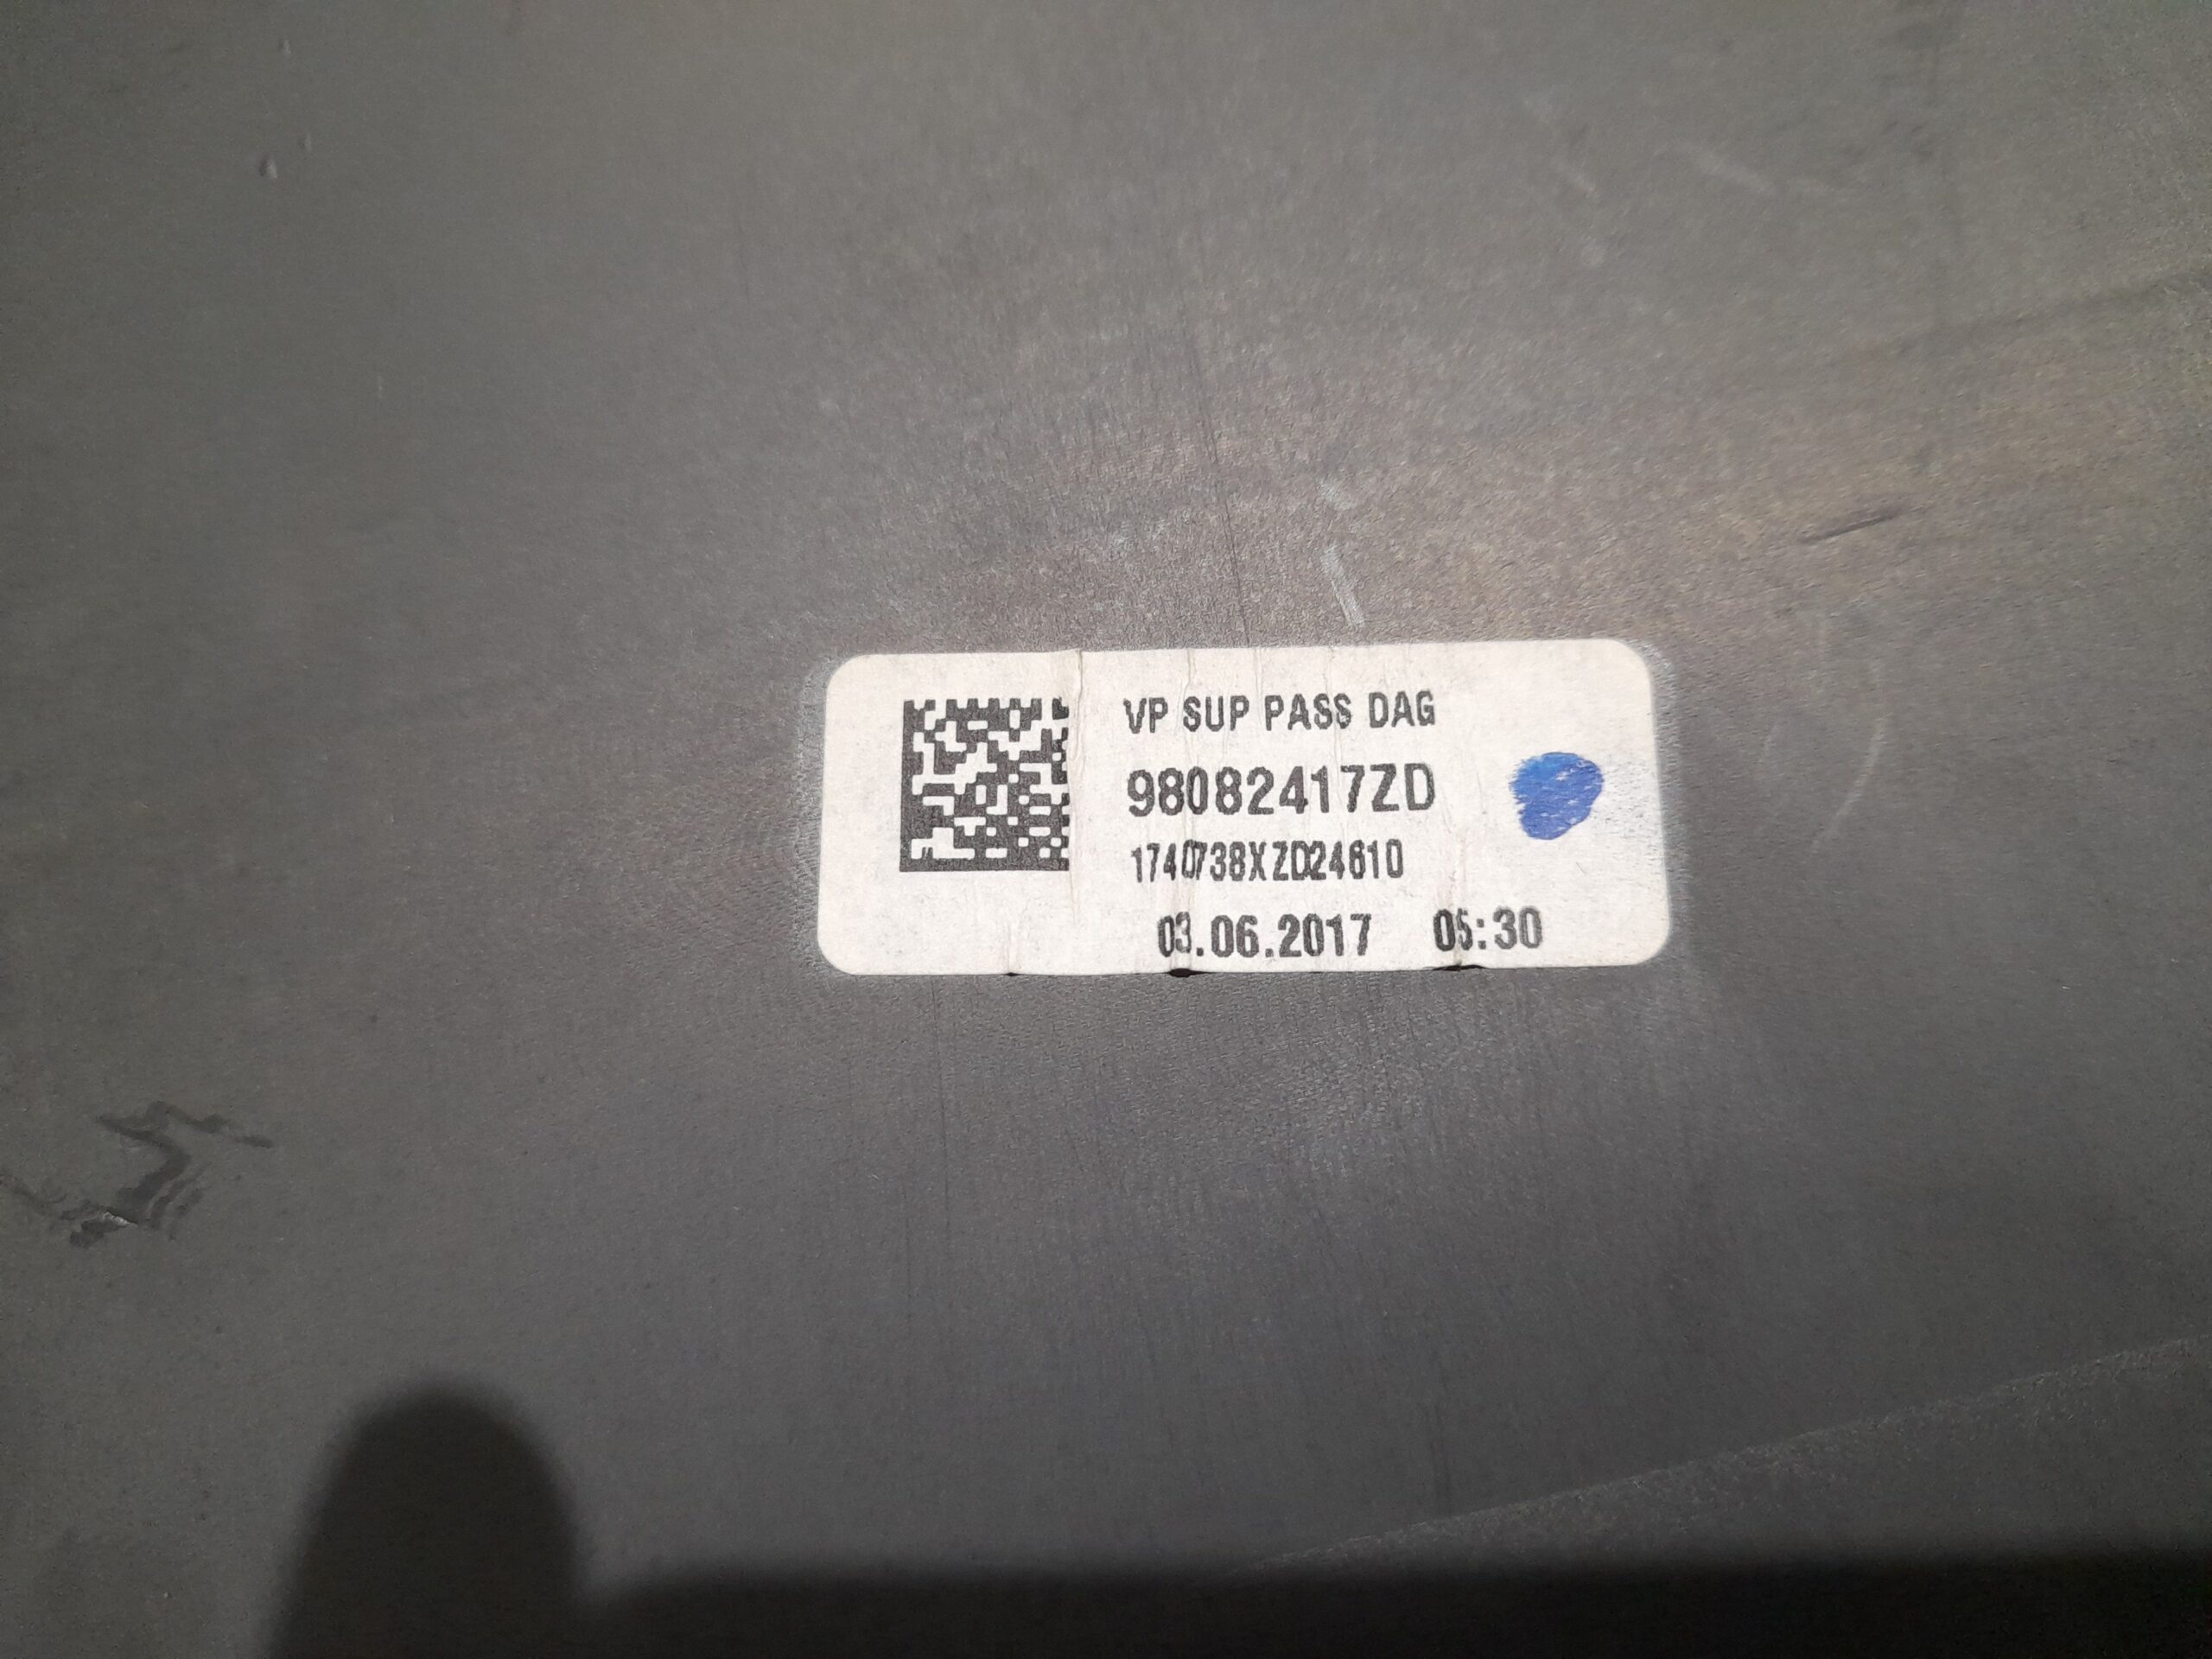 VP SUP PASS DAG
98082417ZD
1740738XZD24610
03.06.2017 05:30